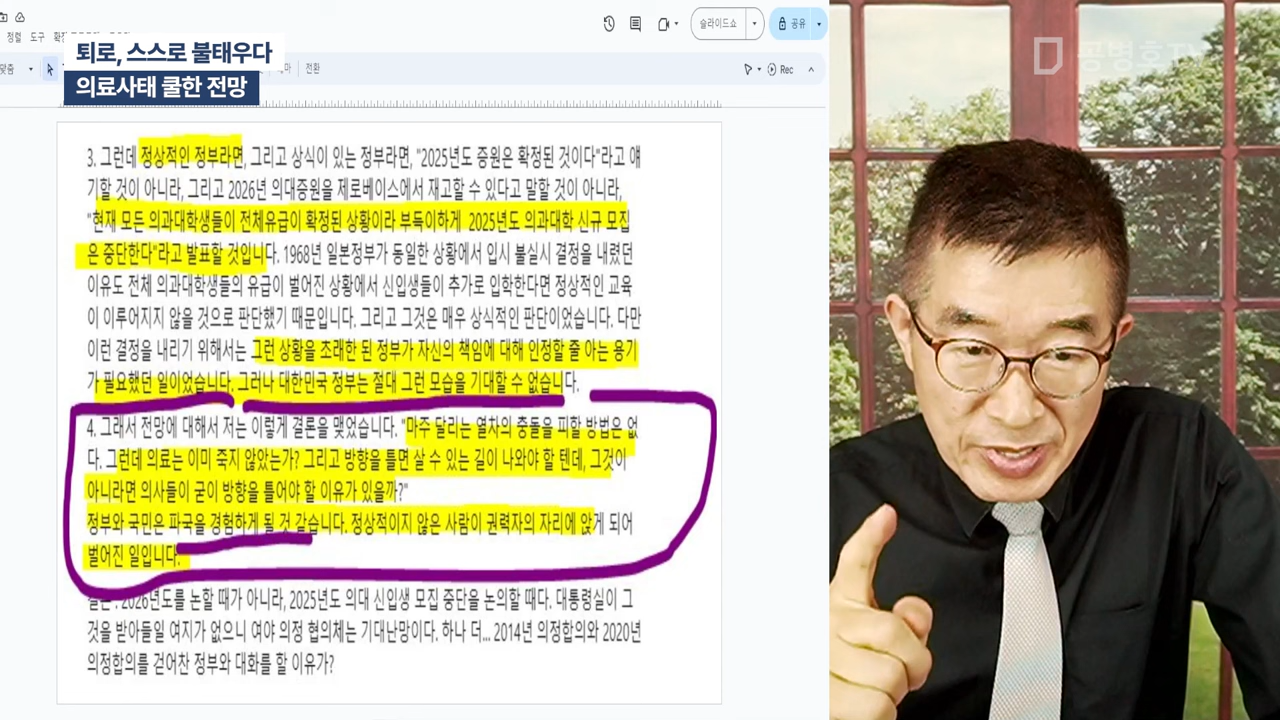 정렬 도구
슬라이드쇼
공유
퇴로, 스스로 불태우다
맞춤
전환
Rec
의료사태 쿨한 전망
공병호TV
3. 그런데 정상적인 정부라면, 그리고 상식이 있는 정부라면, "2025년도 증원은 확정된 것이다"라고 얘
기할 것이 아니라, 그리고 2026년 의대증원을 제로베이스에서 재고할 수 있다고 말할 것이 아니라,
"현재 모든 의과대학생들이 전체유급이 확정된 상황이라 부득이하게 2025년도 의과대학 신규 모집
은 중단한다"라고 발표할 것입니다. 1968년 일본정부가 동일한 상황에서 입시 불실시 결정을 내렸던
이유도 전체 의과대학생들의 유급이 벌어진 상황에서 신입생들이 추가로 입학한다면 정상적인 교육
이 이루어지지 않을 것으로 판단했기 때문입니다. 그리고 그것은 매우 상식적인 판단이었습니다. 다만
이런 결정을 내리기 위해서는 그런 상황을 초래한 된 정부가 자신의 책임에 대해 인정할 줄 아는 용기
가 필요했던 일이었습니다. 그러나 대한민국 정부는 절대 그런 모습을 기대할 수 없습니다.
4. 그래서 전망에 대해서 저는 이렇게 결론을 맺었습니다. "마주 달리는 열차의 충돌을 피할 방법은 없
다. 그런데 의료는 이미 죽지 않았는가? 그리고 방향을 틀면 살 수 있는 길이 나와야 할 텐데, 그것이
아니라면 의사들이 굳이 방향을 틀어야 할 이유가 있을까?"
정부와 국민은 파국을 경험하게 될 것 같습니다. 정상적이지 않은 사람이 권력자의 자리에 앉게 되어
벌어진 일입니다.
결론 : 2026년도를 논할 때가 아니라, 2025년도 의대 신입생 모집 중단을 논의할 때다. 대통령실이 그
것을 받아들일 여지가 없으니 여야 의정 협의체는 기대난망이다. 하나 더... 2014년 의정합의와 2020년
의정합의를 걷어찬 정부와 대화를 할 이유가?